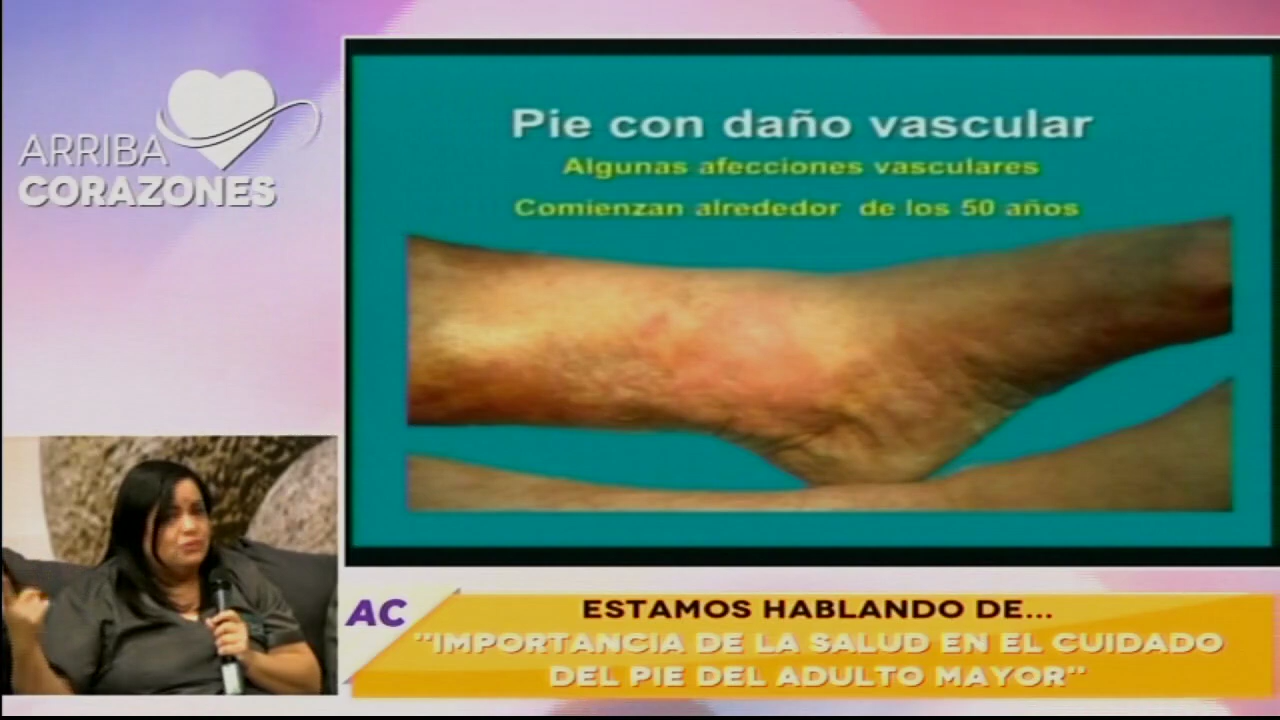 ARRIBA
CORAZONES
Pie con daño vascular
Algunas afecciones vasculares
Comienzan alrededor de los 50 años
AC
ESTAMOS HABLANDO DE...
"IMPORTANCIA DE LA SALUD EN EL CUIDADO
DEL PIE DEL ADULTO MAYOR"